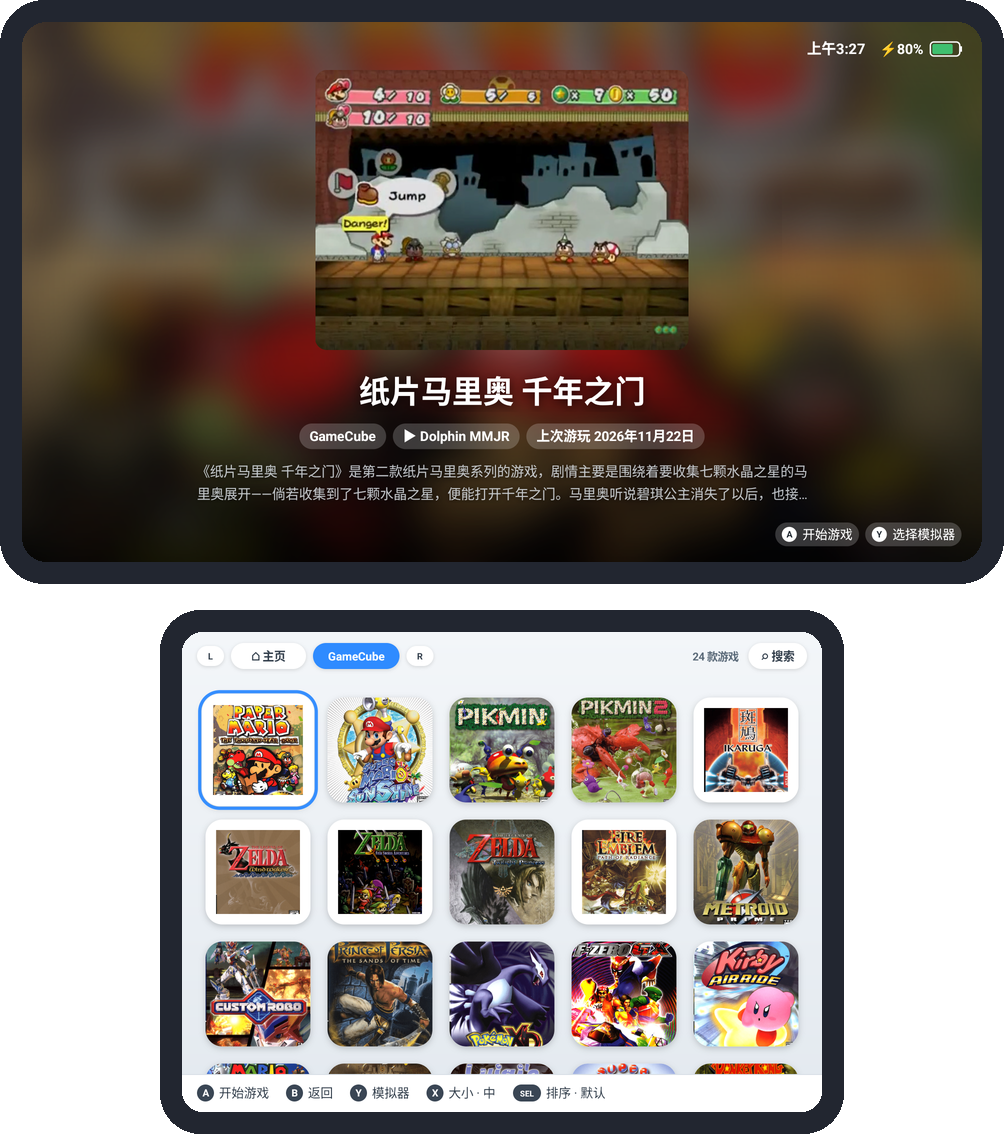 上午3:27 ⚡80%
4/10 5/5 x 9 x 50
10/10
Jump
Danger!
纸片马里奥 千年之门
GameCube ▶ Dolphin MMJR 上次游玩 2026年11月22日
《纸片马里奥 千年之门》是第二款纸片马里奥系列的游戏，剧情主要是围绕着要收集七颗水晶之星的马
里奥展开——倘若收集到了七颗水晶之星，便能打开千年之门。马里奥听说碧琪公主消失了以后，也接...
A 开始游戏 Y 选择模拟器
L 主页 GameCube R 24 款游戏 搜索
PAPER MARIO
THE THOUSAND-YEAR DOOR
SUPER MARIO SUNSHINE
PIKMIN
PIKMIN 2
斑鳩
IKARUGA
ZELDA
ZELDA
ZELDA
FIRE EMBLEM
PATH OF RADIANCE
METROID
PRIME
CUSTOM ROBO
PRINCE OF PERSIA
THE SANDS OF TIME
POKéMON XD
F-ZERO GX
Kirby
AIR RIDE
A 开始游戏 B 返回 Y 模拟器 X 大小 · 中 SEL 排序 · 默认